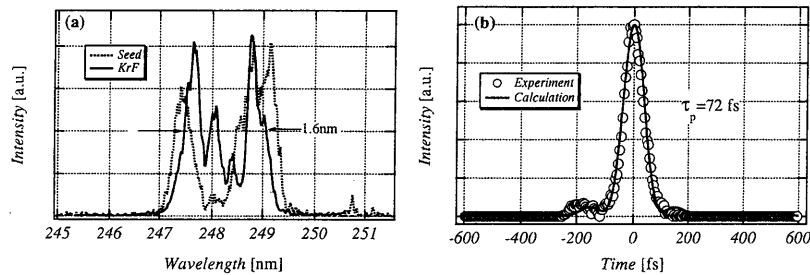 (a)
Seed
KrF
1.6nm
Intensity [a.u.]
245 246 247 248 249 250 251
Wavelength [nm]
(b)
Experiment
Calculation
τp =72 fs
Intensity [a.u.]
-600 -400 -200 0 200 400 600
Time [fs]